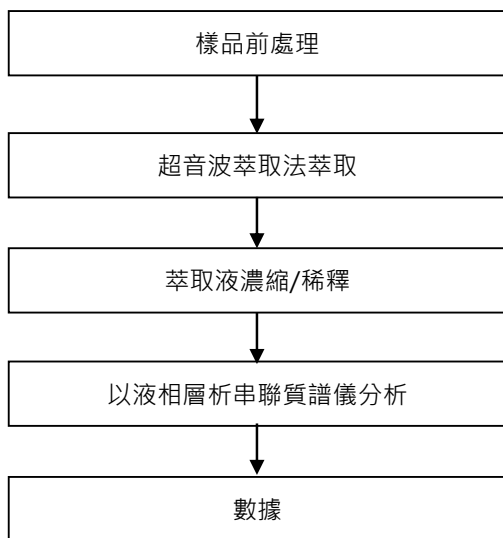 樣品前處理
超音波萃取法萃取
萃取液濃縮/稀釋
以液相層析串聯質譜儀分析
數據